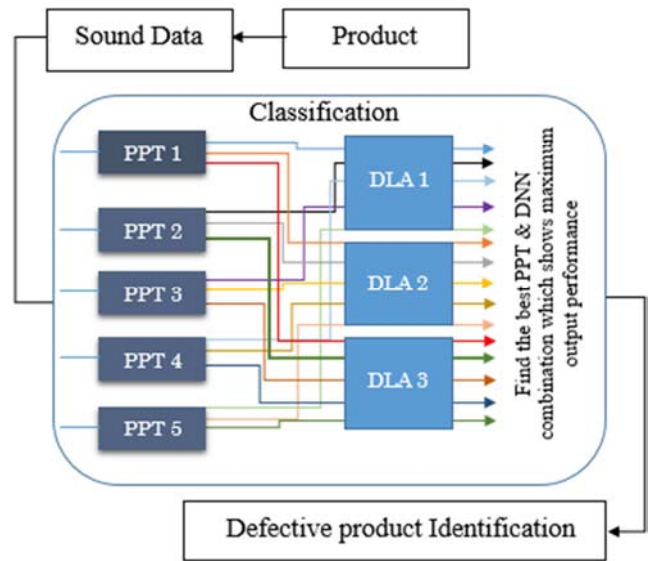 Sound Data
Product
Classification
PPT 1
PPT 2
PPT 3
PPT 4
PPT 5
DLA 1
DLA 2
DLA 3
Find the best PPT & DNN
combination which shows maximum
output performance
Defective product Identification